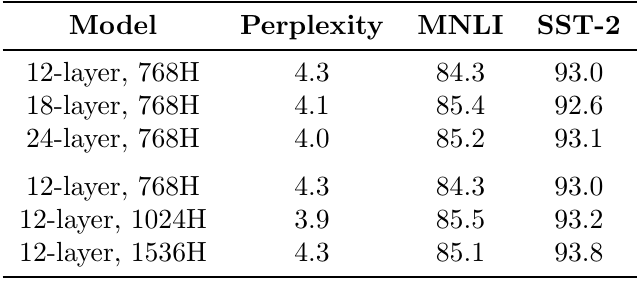 Model Perplexity MNLI SST-2
12-layer, 768H 4.3 84.3 93.0
18-layer, 768H 4.1 85.4 92.6
24-layer, 768H 4.0 85.2 93.1
12-layer, 768H 4.3 84.3 93.0
12-layer, 1024H 3.9 85.5 93.2
12-layer, 1536H 4.3 85.1 93.8